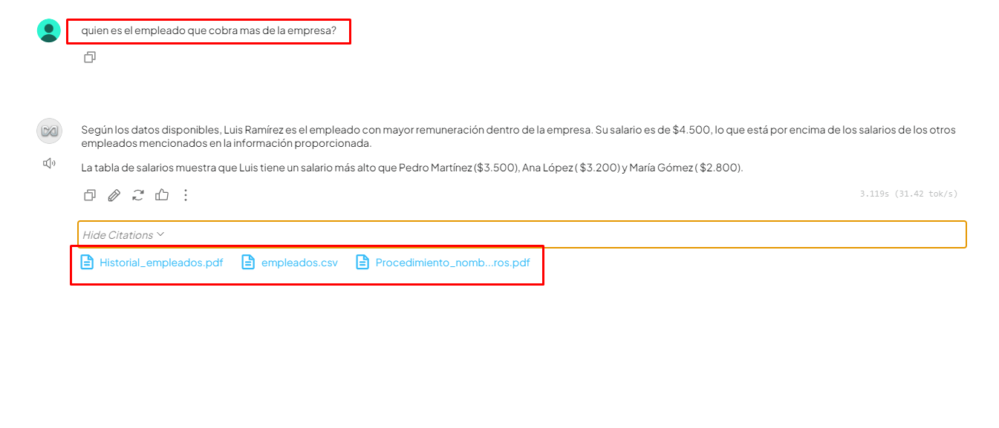 quien es el empleado que cobra mas de la empresa?
Según los datos disponibles, Luis Ramírez es el empleado con mayor remuneración dentro de la empresa. Su salario es de $4.500, lo que está por encima de los salarios de los otros
empleados mencionados en la información proporcionada.
La tabla de salarios muestra que Luis tiene un salario más alto que Pedro Martínez ($3.500), Ana López ( $3.200) y María Gómez ( $2.800).
3.119s (31.42 tok/s)
Hide Citations
Historial_empleados.pdf empleados.csv Procedimiento_nomb...ros.pdf